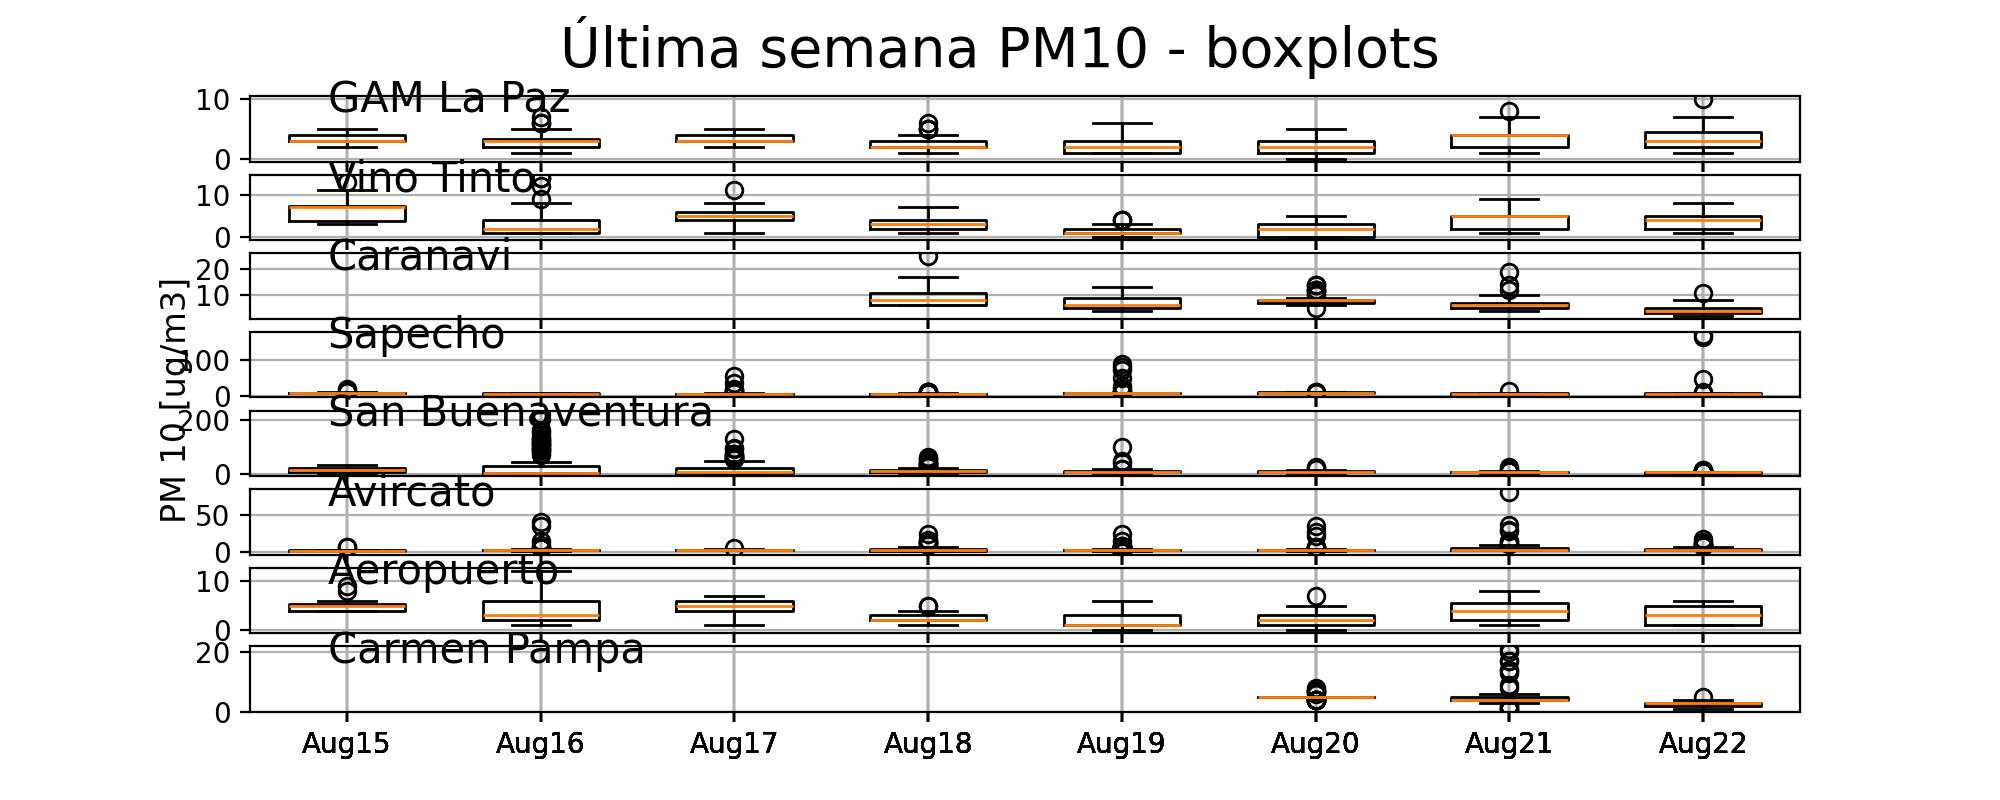 Última semana PM10 - boxplots
PM 10 [ug/m3]
GAM La Paz
10
0
Vino Tinto
10
0
Caranavi
20
10
Sapecho
100
0
San Buenaventura
200
0
Avircato
50
0
Aeropuerto
10
0
Carmen Pampa
20
0
Aug15 Aug16 Aug17 Aug18 Aug19 Aug20 Aug21 Aug22